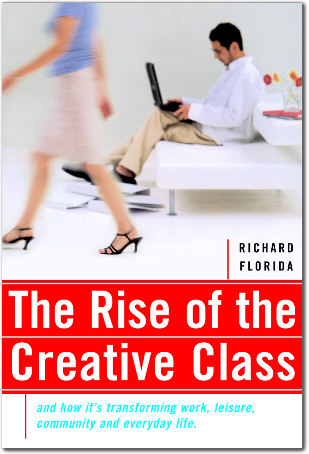 RICHARD
FLORIDA
The Rise of the
Creative Class
and how it's transforming work, leisure,
community and everyday life.